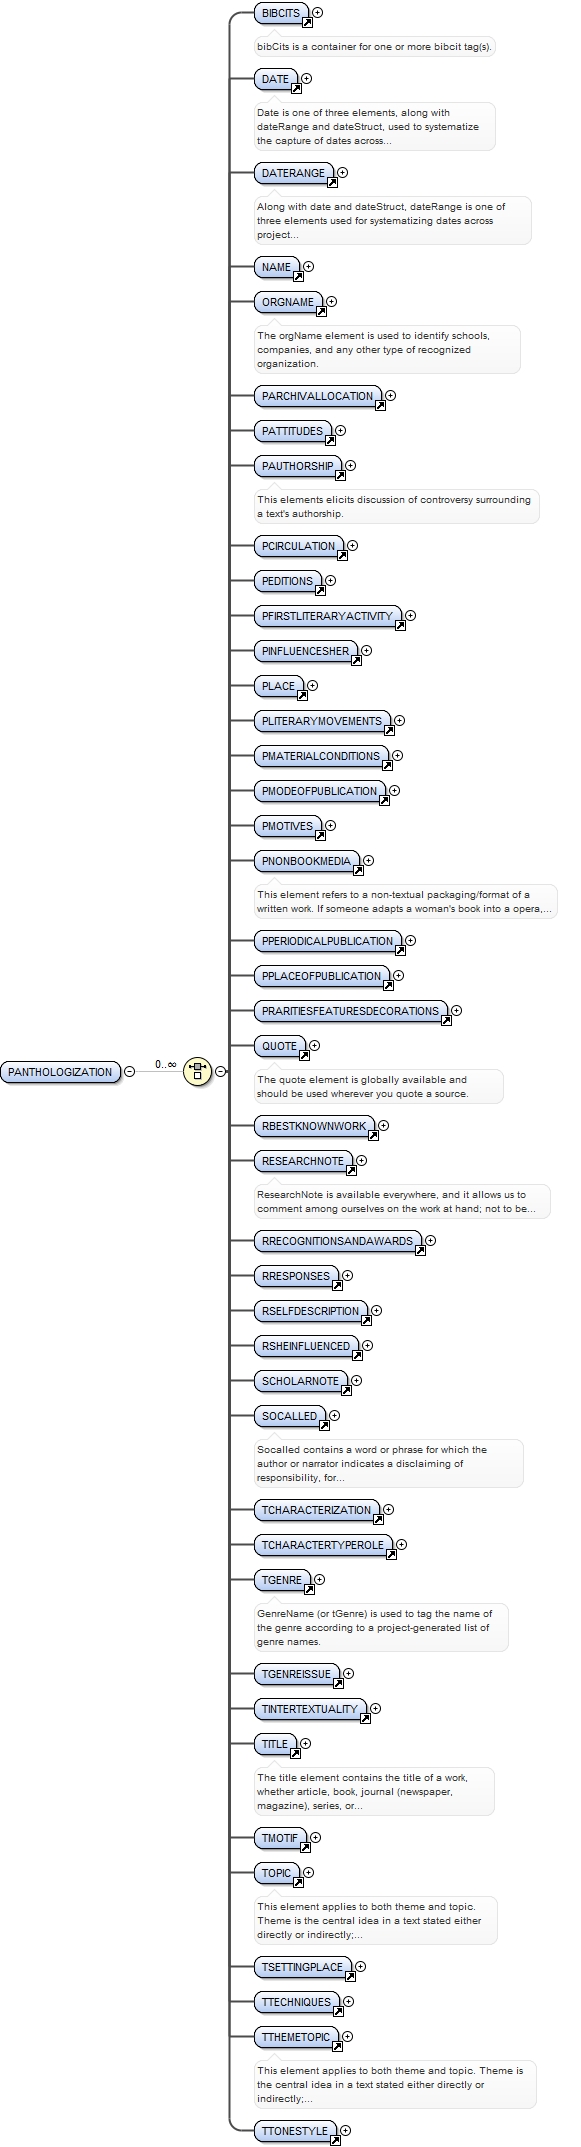 BIBCITS
bibCits is a container for one or more bibcit tag(s).
DATE
Date is one of three elements, along with
dateRange and dateStruct, used to systematize
the capture of dates across...
DATERANGE
Along with date and dateStruct, dateRange is one of
three elements used for systematizing dates across
project...
NAME
ORGNAME
The orgName element is used to identify schools,
companies, and any other type of recognized
organization.
PARCHIVALLOCATION
PATTITUDES
PAUTHORSHIP
This elements elicits discussion of controversy surrounding
a text's authorship.
PCIRCULATION
PEDITIONS
PFIRSTLITERARYACTIVITY
PINFLUENCESHER
PLACE
PLITERARYMOVEMENTS
PMATERIALCONDITIONS
PMODEOFPUBLICATION
PMOTIVES
PNONBOOKMEDIA
This element refers to a non-textual packaging/format of a
written work. If someone adapts a woman's book into a opera,...
PPERIODICALPUBLICATION
PPLACEOFPUBLICATION
PRARITIESFEATURESDECORATIONS
QUOTE
PANTHOLOGIZATION 0..∞
The quote element is globally available and
should be used wherever you quote a source.
RBESTKNOWNWORK
RESEARCHNOTE
ResearchNote is available everywhere, and it allows us to
comment among ourselves on the work at hand; not to be...
RRECOGNITIONSANDAWARDS
RRESPONSES
RSELFDESCRIPTION
RSHEINFLUENCED
SCHOLARNOTE
SOCALLED
Socalled contains a word or phrase for which the
author or narrator indicates a disclaiming of
responsibility, for...
TCHARACTERIZATION
TCHARACTERTYPEROLE
TGENRE
GenreName (or tGenre) is used to tag the name of
the genre according to a project-generated list of
genre names.
TGENREISSUE
TINTERTEXTUALITY
TITLE
The title element contains the title of a work,
whether article, book, journal (newspaper,
magazine), series, or...
TMOTIF
TOPIC
This element applies to both theme and topic.
Theme is the central idea in a text stated either
directly or indirectly;...
TSETTINGPLACE
TTECHNIQUES
TTHEMETOPIC
This element applies to both theme and topic. Theme is
the central idea in a text stated either directly or
indirectly;...
TTONESTYLE